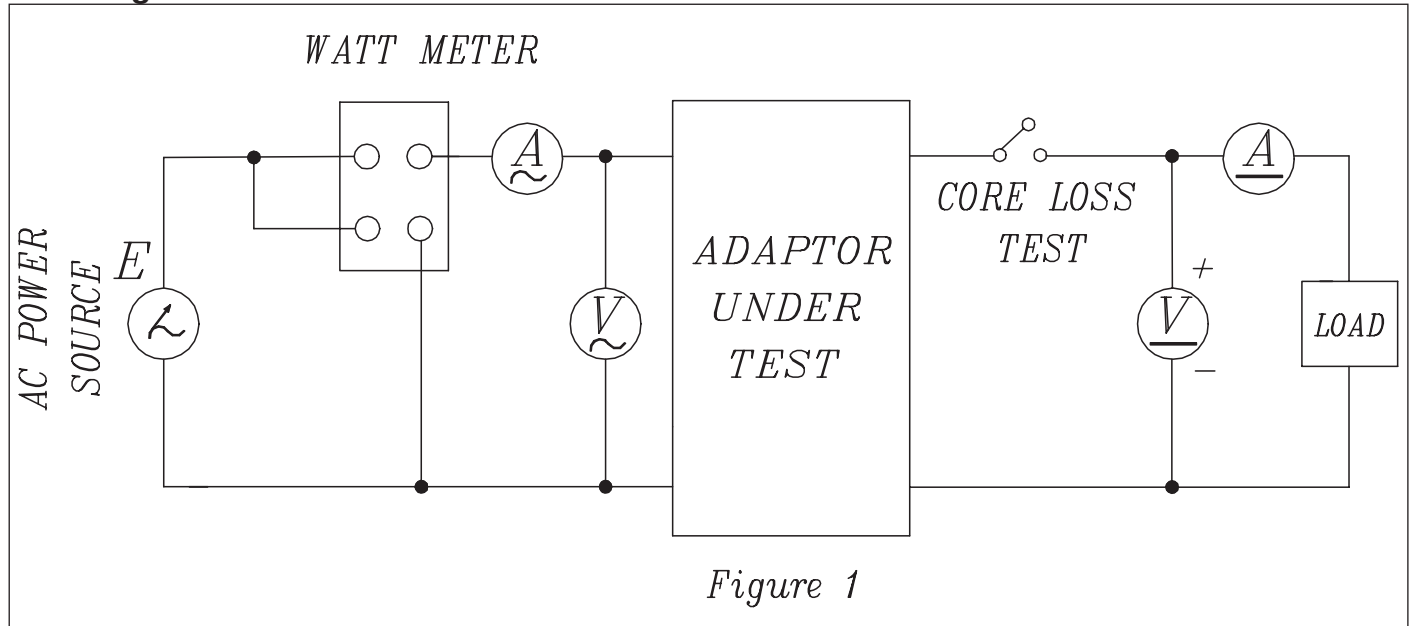 WATT METER
AC POWER
SOURCE
E
A
V
ADAPTOR
UNDER
TEST
CORE LOSS
TEST
A
V
+
-
LOAD
Figure 1